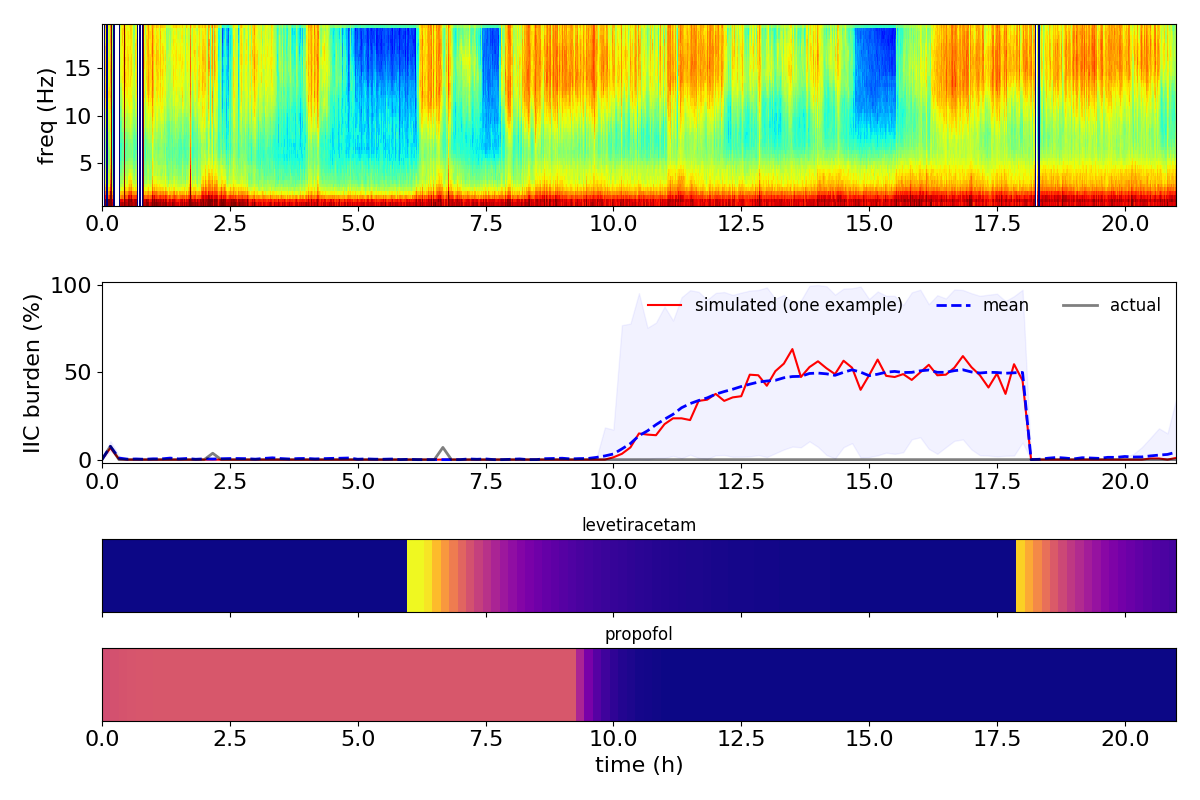 freq (Hz)
15
10
5
0.0 2.5 5.0 7.5 10.0 12.5 15.0 17.5 20.0
IIC burden (%)
100
50
0
simulated (one example) mean actual
0.0 2.5 5.0 7.5 10.0 12.5 15.0 17.5 20.0
levetiracetam
propofol
0.0 2.5 5.0 7.5 10.0 12.5 15.0 17.5 20.0
time (h)